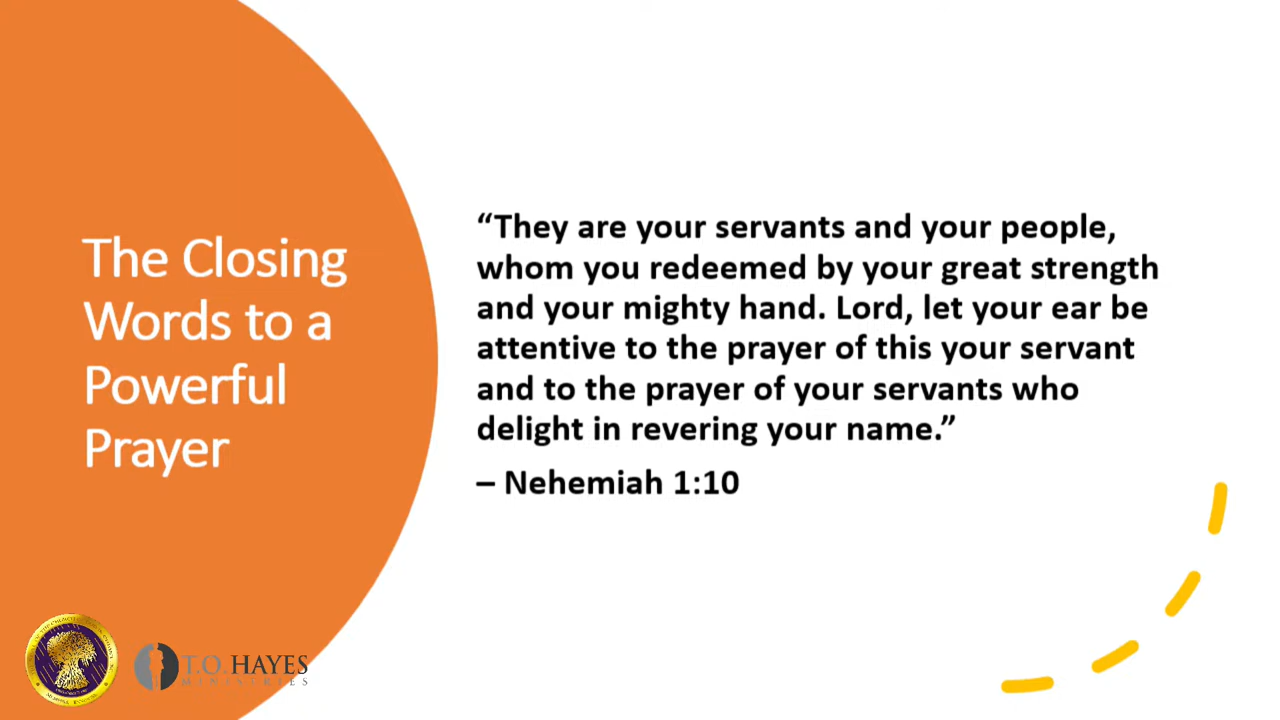 The Closing
Words to a
Powerful
Prayer
“They are your servants and your people,
whom you redeemed by your great strength
and your mighty hand. Lord, let your ear be
attentive to the prayer of this your servant
and to the prayer of your servants who
delight in revering your name.”
– Nehemiah 1:10
T.O. HAYES
MINISTRIES